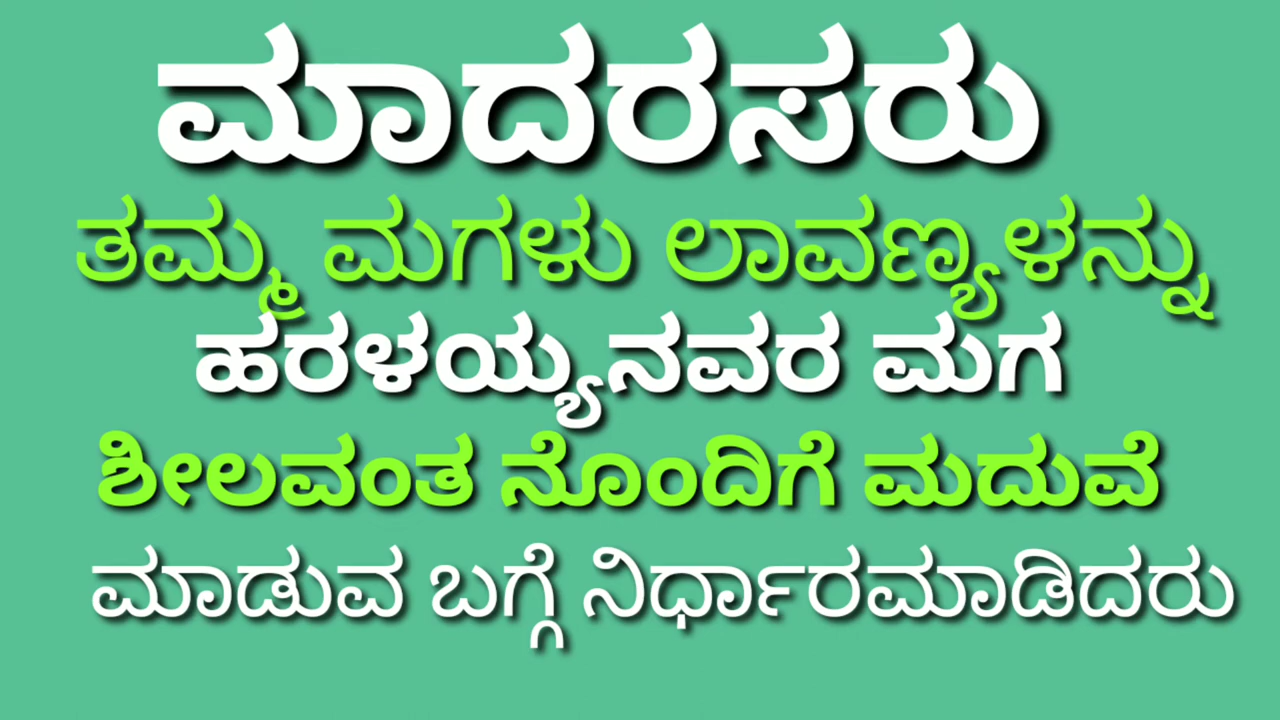 ಮಾದರಸರು
ತಮ್ಮ ಮಗಳು ಲಾವಣ್ಯಳನ್ನು
ಹರಳಯ್ಯನವರ ಮಗ
ಶೀಲವಂತ ನೊಂದಿಗೆ ಮದುವೆ
ಮಾಡುವ ಬಗ್ಗೆ ನಿರ್ಧಾರಮಾಡಿದರು